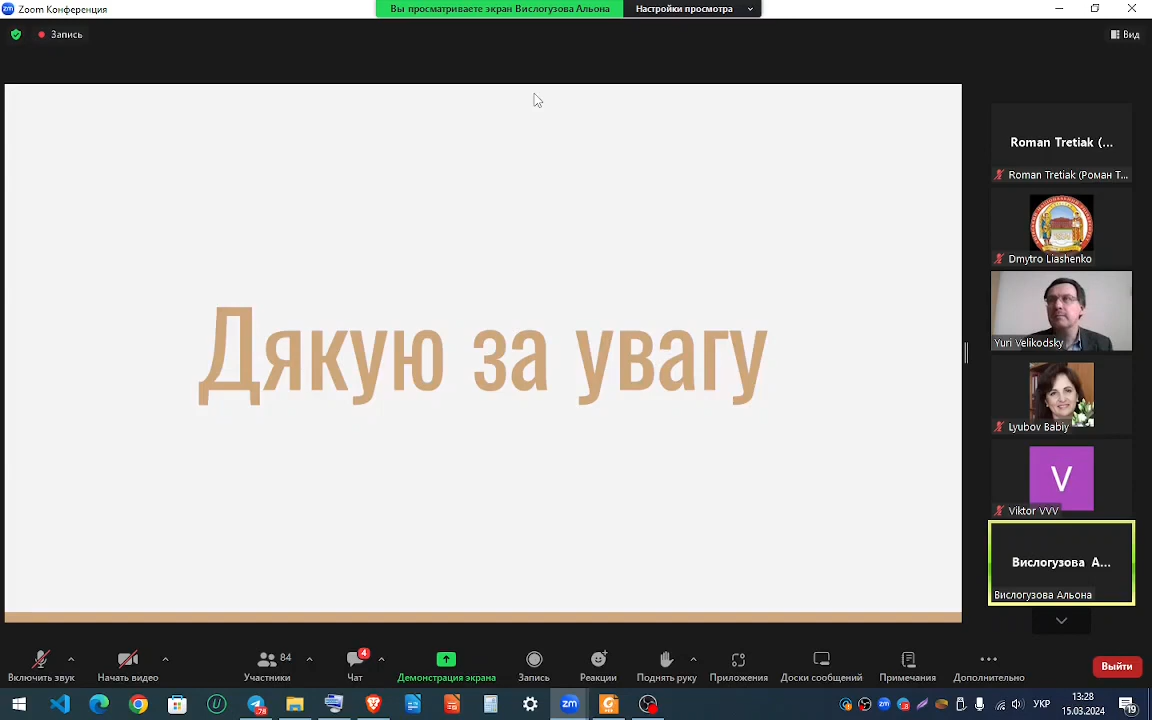 Zoom Конференция
Вы просматриваете экран Вислогузова Альона
Настройки просмотра
Запись
Вид
Дякую за увагу
Roman Tretiak (...
Roman Tretiak (Роман Т...
Dmytro Liashenko
Yuri Velikodsky
Lyubov Babiy
V
Viktor VVV
Вислогузова А...
Вислогузова Альона
Включить звук
Начать видео
84
Участники
4
Чат
Демонстрация экрана
Запись
Реакции
Поднять руку
Приложения
Доски сообщений
Примечания
Дополнительно
Выйти
zm
УКР
13:28
15.03.2024
19